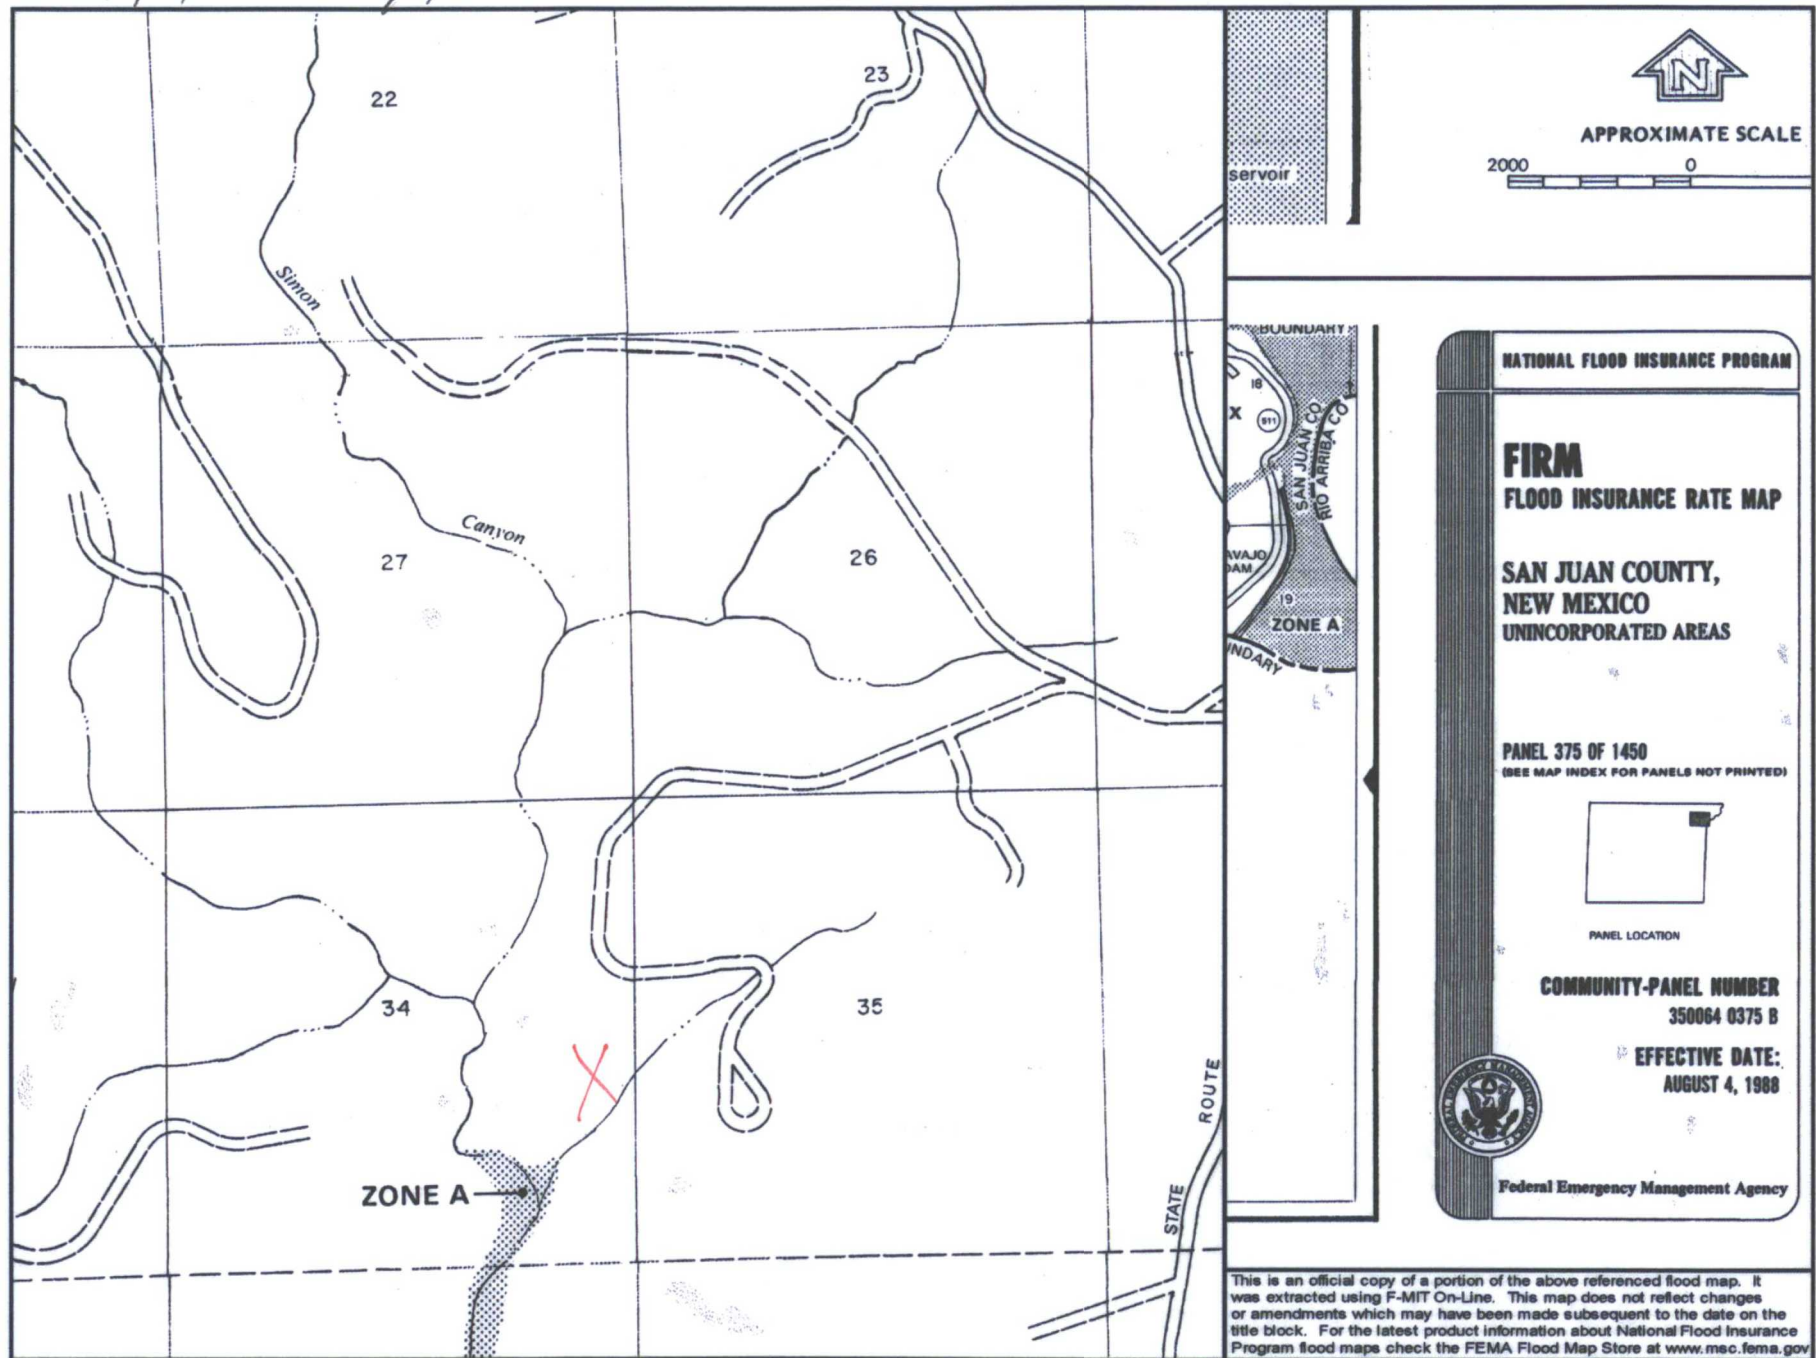 22
23
Simon
Canyon
27
26
34
35
ZONE A
STATE ROUTE
servoir
N
APPROXIMATE SCALE
2000 0
BOUNDARY
18
X
511
SAN JUAN CO
RIO ARRIBA CO
AVAJO
DAM
19
ZONE A
UNDARY
NATIONAL FLOOD INSURANCE PROGRAM
FIRM
FLOOD INSURANCE RATE MAP
SAN JUAN COUNTY,
NEW MEXICO
UNINCORPORATED AREAS
PANEL 375 OF 1450
(SEE MAP INDEX FOR PANELS NOT PRINTED)
PANEL LOCATION
COMMUNITY-PANEL NUMBER
350064 0375 B
EFFECTIVE DATE:
AUGUST 4, 1988
Federal Emergency Management Agency
This is an official copy of a portion of the above referenced flood map. It
was extracted using F-MIT On-Line. This map does not reflect changes
or amendments which may have been made subsequent to the date on the
title block. For the latest product information about National Flood Insurance
Program flood maps check the FEMA Flood Map Store at www.msc.fema.gov